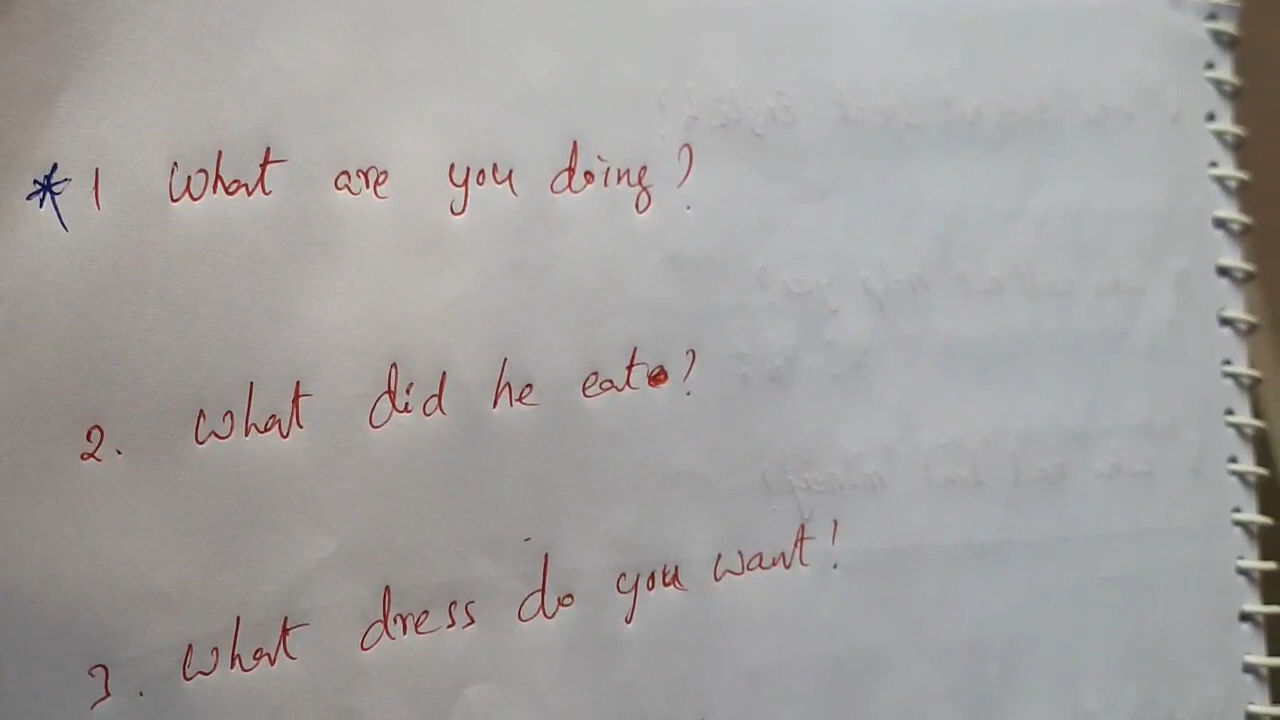 * 1 What are you doing?
2. What did he eat?
3. What dress do you want!